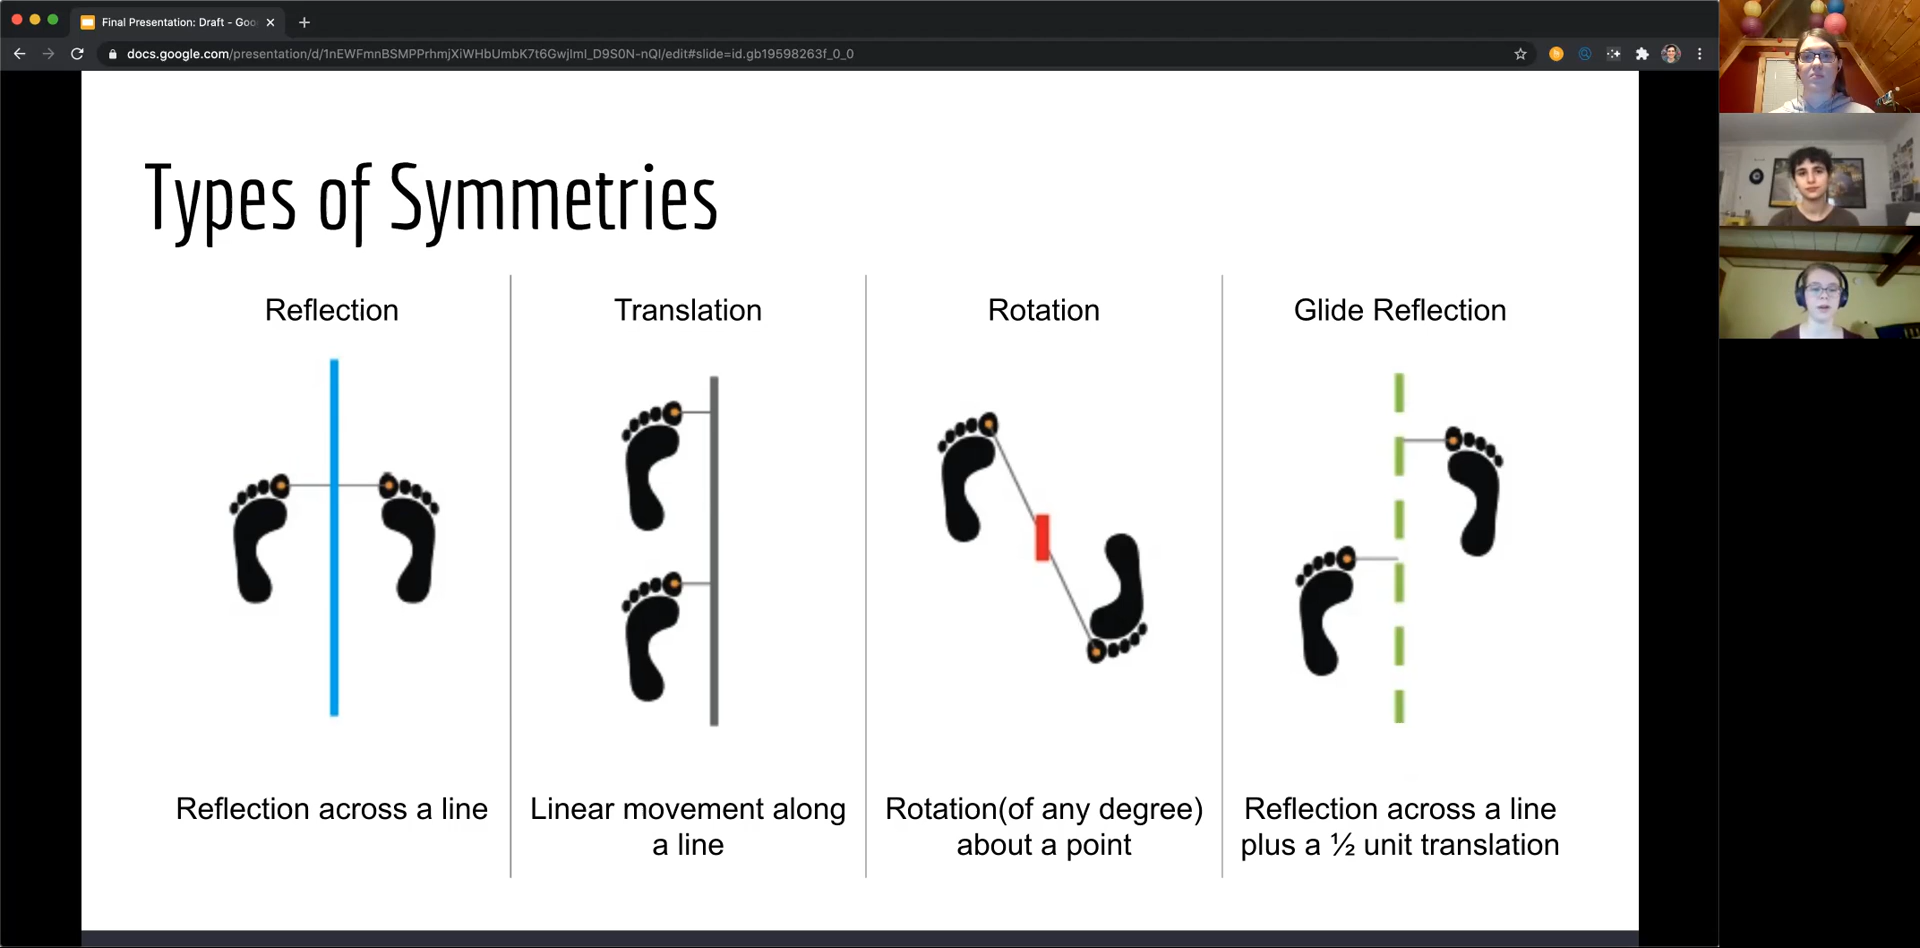 Final Presentation: Draft - Goo
docs.google.com/presentation/d/1nEWFmnBSMPPrhmjXiWHbUmbK7t6GwjImI_D9S0N-nQI/edit#slide=id.gb19598263f_0_0
Types of Symmetries
Reflection
Translation
Rotation
Glide Reflection
Reflection across a line
Linear movement along
a line
Rotation(of any degree)
about a point
Reflection across a line
plus a ½ unit translation